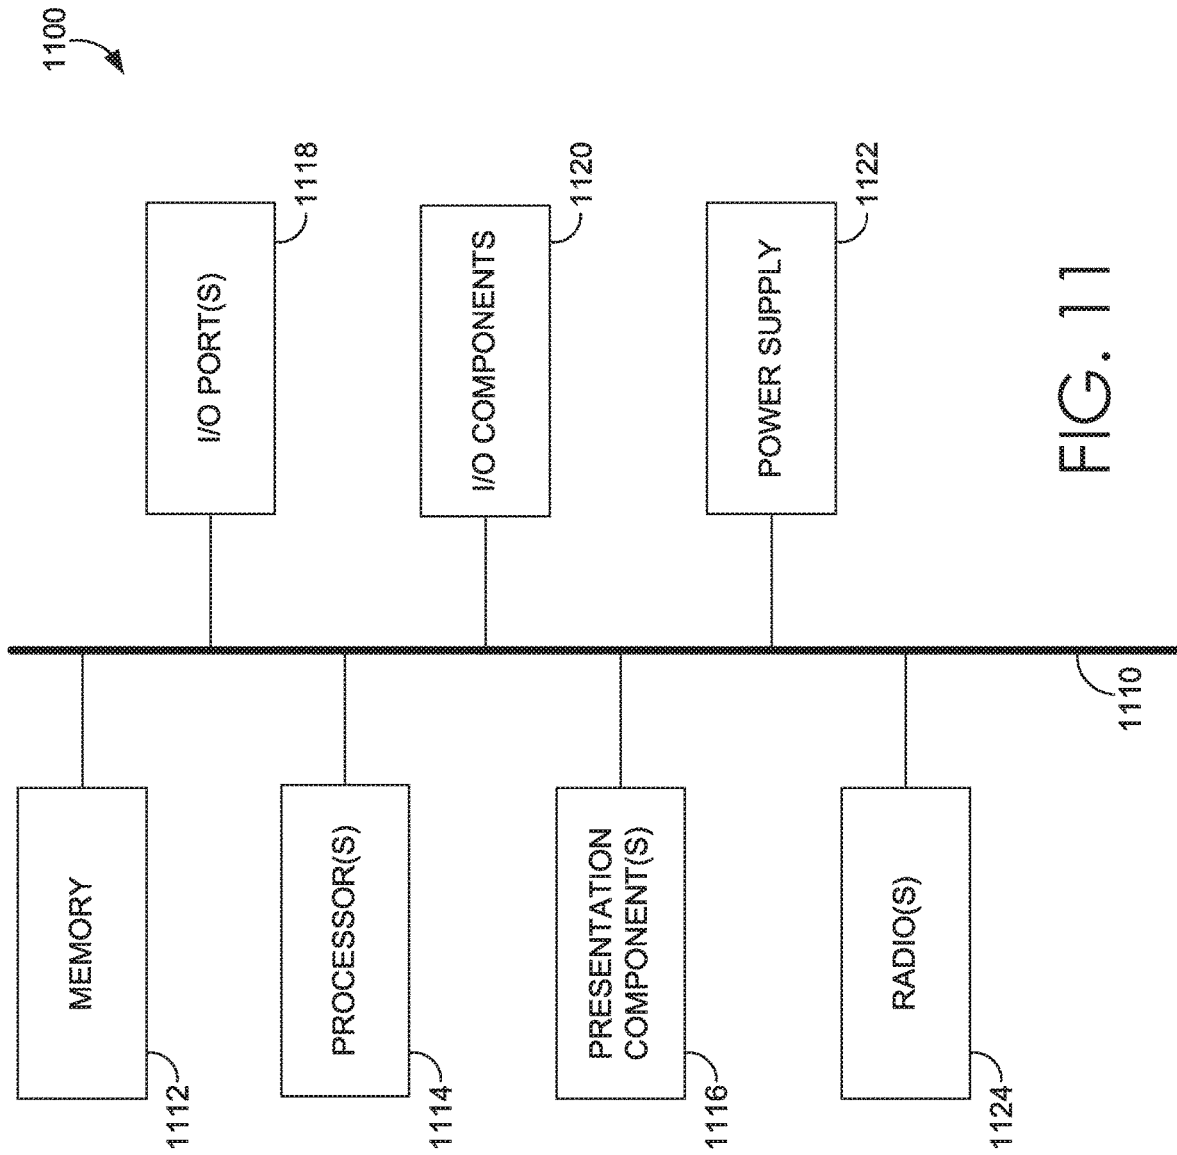 1100
MEMORY
1112
I/O PORT(S)
1118
PROCESSOR(S)
1114
I/O COMPONENTS
1120
PRESENTATION
COMPONENT(S)
1116
POWER SUPPLY
1122
RADIO(S)
1124
1110
FIG. 11